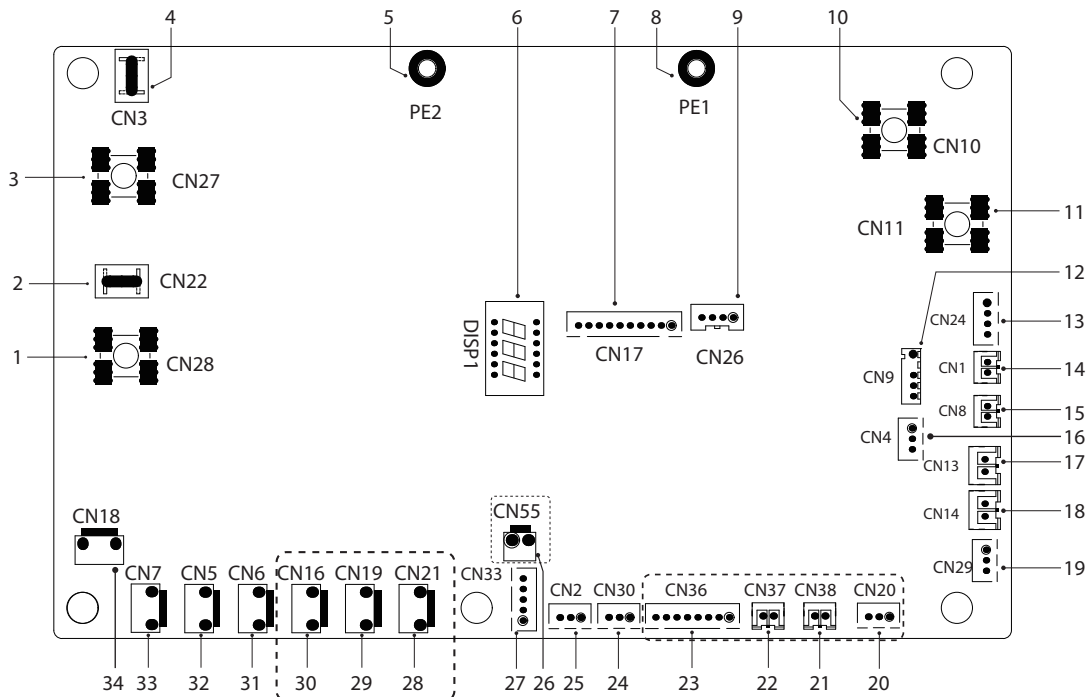 4 5 6 7 8 9 10
CN3 PE2 PE1
CN10
3 CN27
CN11 11
12
2 CN22
CN24 13
DISP1
CN17 CN26
1 CN28
CN9 CN1 14
CN8 15
CN4 16
CN13 17
CN14 18
CN18 CN55
CN29 19
CN7 CN5 CN6 CN16 CN19 CN21 CN33 CN2 CN30 CN36 CN37 CN38 CN20
34 33 32 31 30 29 28 27 26 25 24 23 22 21 20